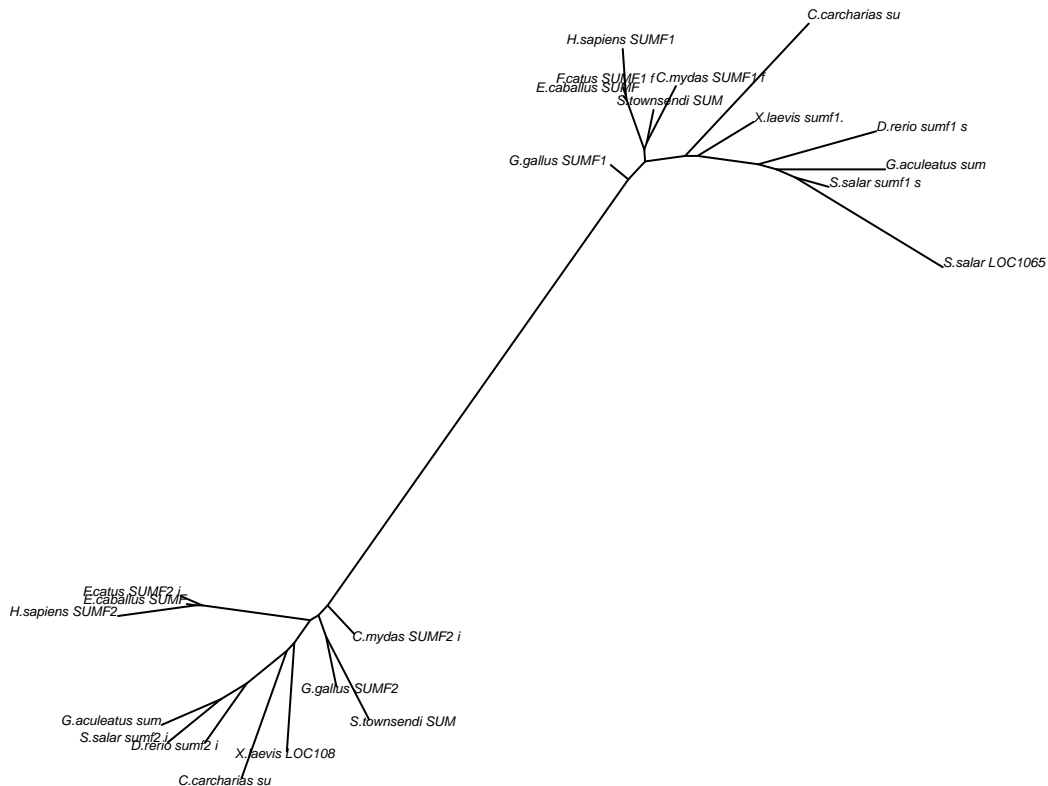 C.carcharias su
H.sapiens SUMF1
F.catus SUMF1 f
C.mydas SUMF1 f
E.caballus SUMF
S.townsendi SUM
X.laevis sumf1.
D.rerio sumf1 s
G.gallus SUMF1
G.aculeatus sum
S.salar sumf1 s
S.salar LOC1065
F.catus SUMF2 i
E.caballus SUMF
H.sapiens SUMF2
C.mydas SUMF2 i
G.gallus SUMF2
G.aculeatus sum
S.townsendi SUM
S.salar sumf2 i
D.rerio sumf2 i
X.laevis LOC108
C.carcharias su